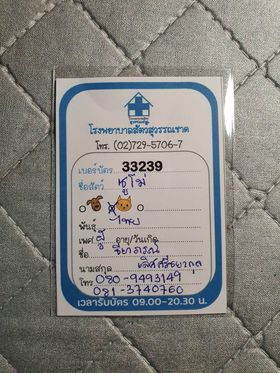 โรงพยาบาลสัตว์สุวรรณชาด
โทร. (02)729-5706-7
เบอร์บัตร... 33239
ชื่อสัตว์ ซูโม่
พันธุ์ ไทย
เพศ ผู้ อายุ/วันเกิด
ชื่อ
นามสกุล
โทร 080-9493149
081-3740760
เวลารับบัตร 09.00-20.30 น.